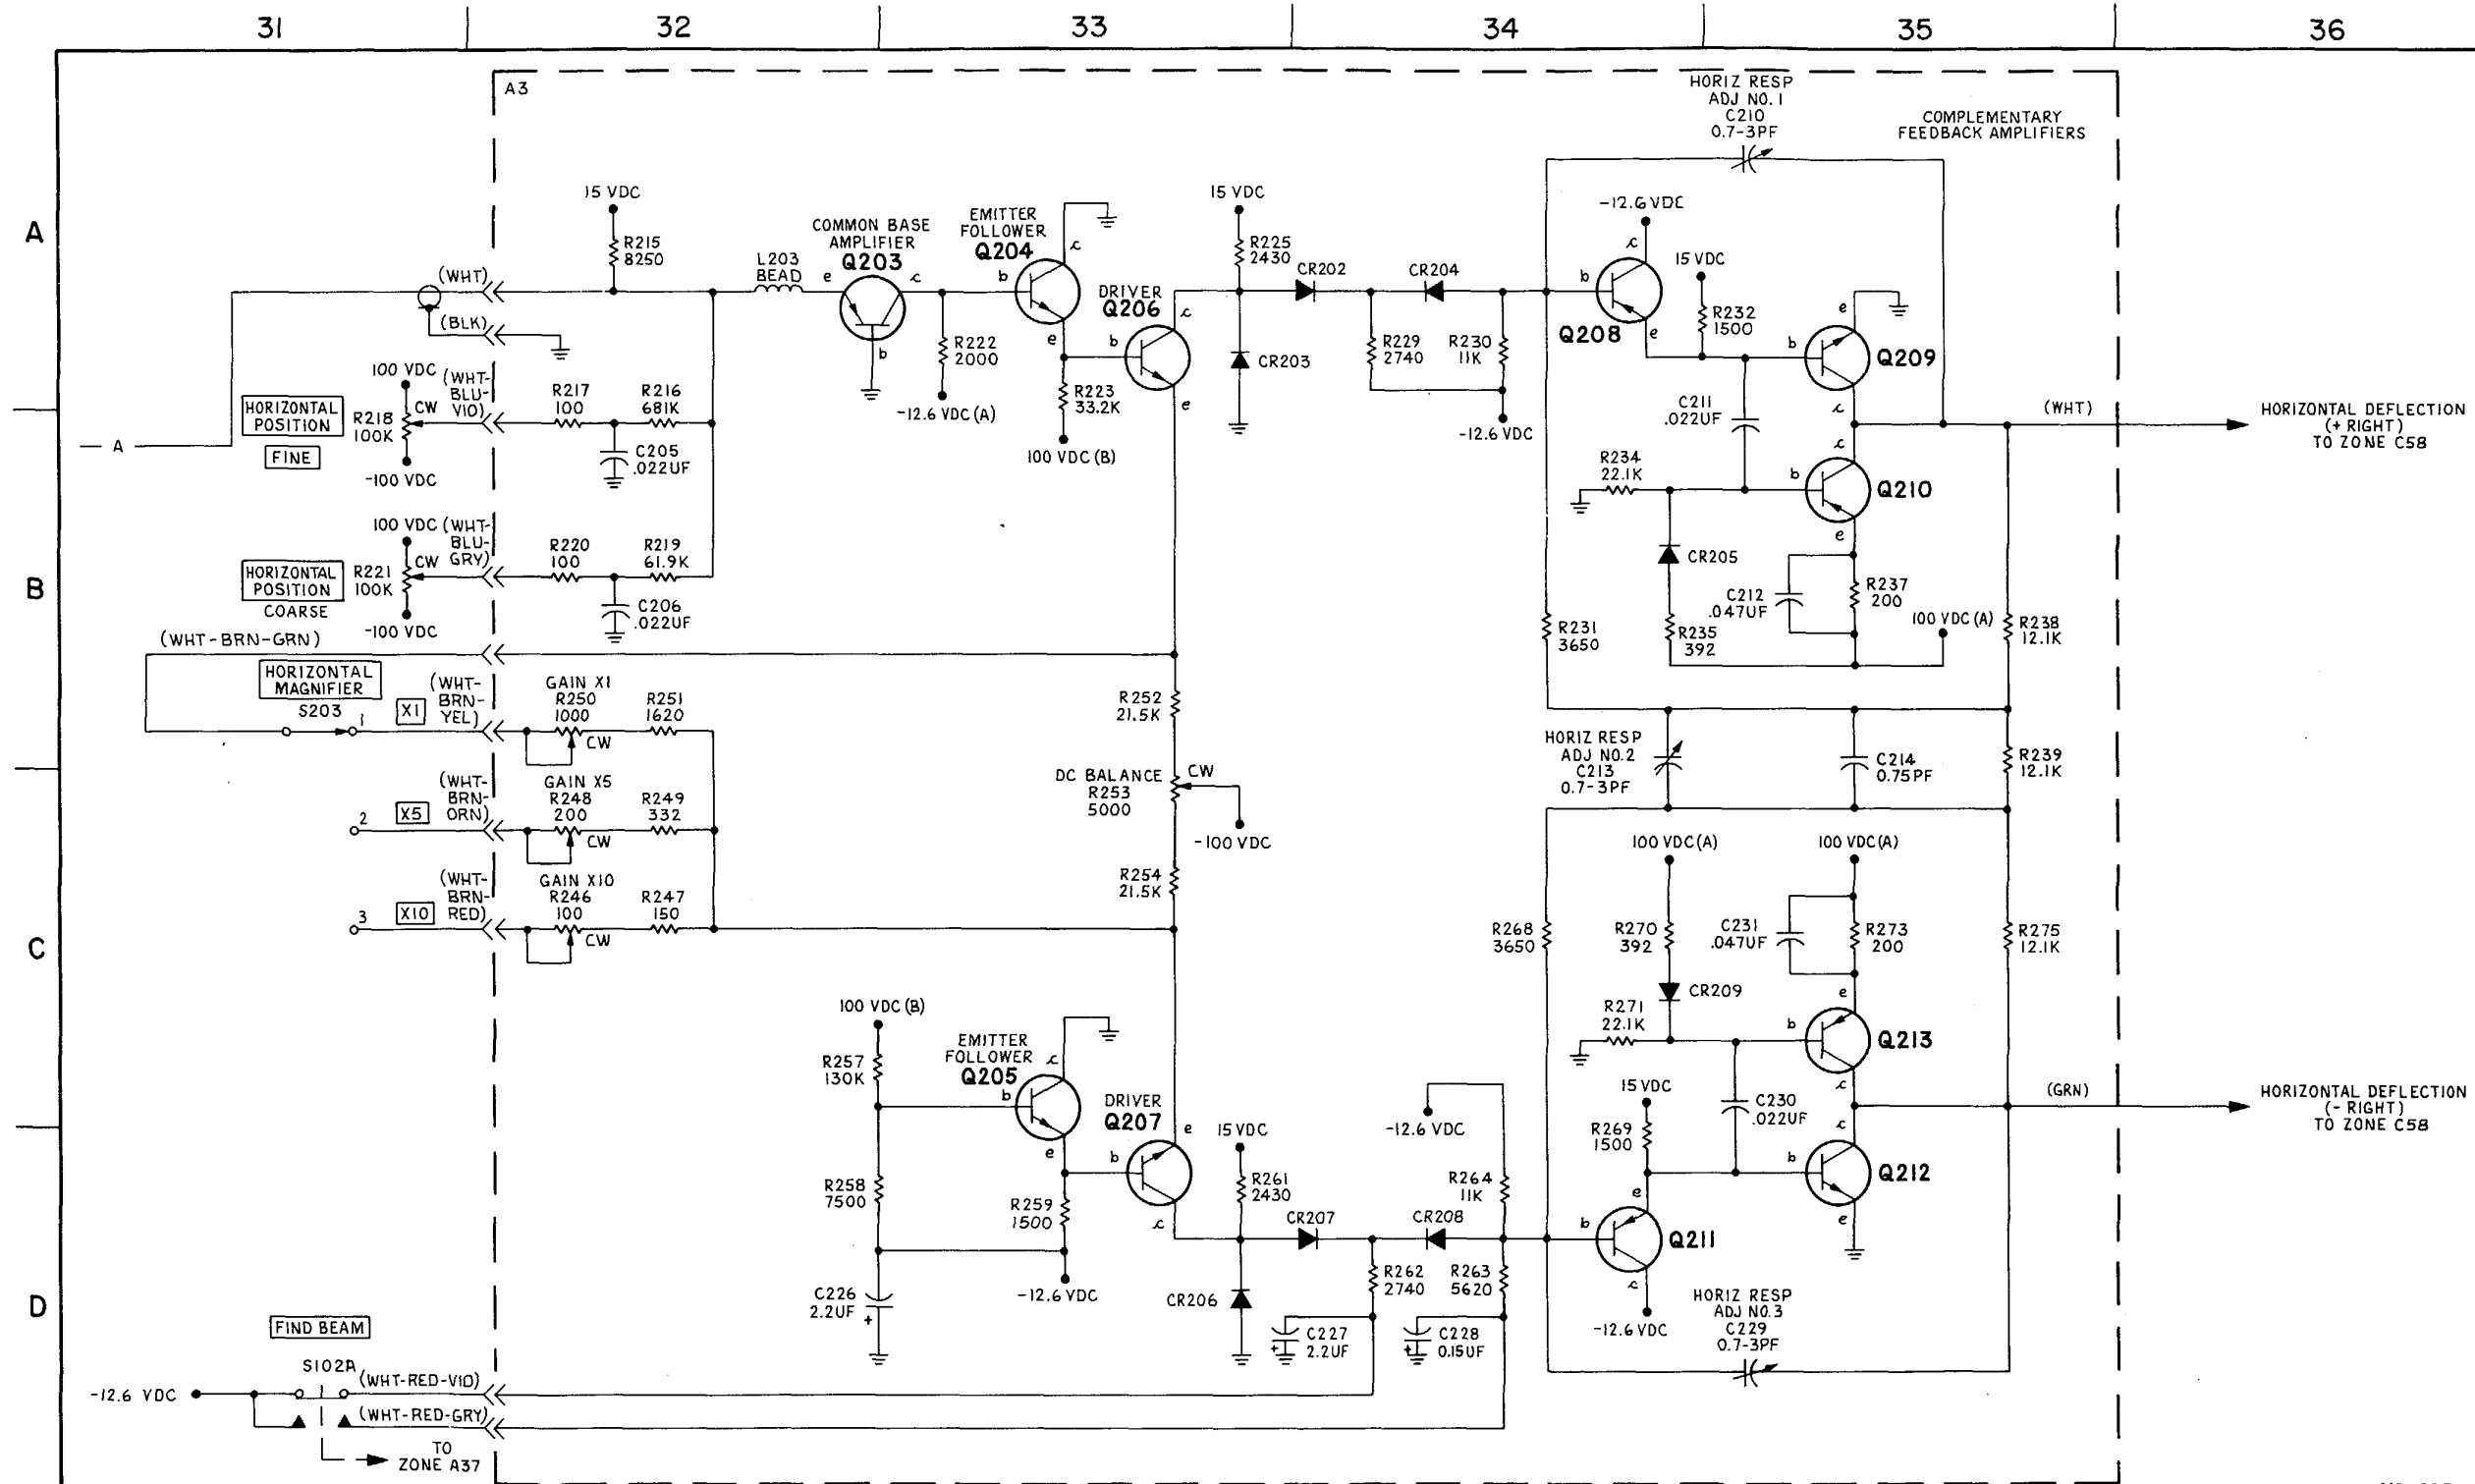 31 32 33 34 35 36
A
B
C
D
A3
HORIZ RESP
ADJ NO.1
C210
0.7-3PF
COMPLEMENTARY
FEEDBACK AMPLIFIERS
15 VDC
R215
8250
(WHT)
(BLK)
L203
BEAD
COMMON BASE
AMPLIFIER
Q203
e
c
b
EMITTER
FOLLOWER
Q204
b
c
e
R222
2000
-12.6 VDC (A)
R223
33.2K
100 VDC (B)
DRIVER
Q206
b
c
e
15 VDC
R225
2430
CR202
CR204
CR203
R229
2740
R230
11K
-12.6 VDC
-12.6 VDC
c
b
e
Q208
15 VDC
R232
1500
e
b
c
Q209
C211
.022UF
(WHT)
HORIZONTAL DEFLECTION
(+ RIGHT)
TO ZONE C58
100 VDC
(WHT-
BLU-
VIO)
CW
HORIZONTAL
POSITION
FINE
R218
100K
-100 VDC
R217
100
R216
681K
C205
.022UF
A
R234
22.1K
c
b
e
Q210
CR205
R235
392
C212
.047UF
R237
200
100 VDC (A)
R238
12.1K
100 VDC
(WHT-
BLU-
GRY)
CW
HORIZONTAL
POSITION
COARSE
R221
100K
-100 VDC
R220
100
R219
61.9K
C206
.022UF
R231
3650
(WHT-BRN-GRN)
HORIZONTAL
MAGNIFIER
S203
1
X1
(WHT-
BRN-
YEL)
GAIN X1
R250
1000
CW
R251
1620
2
X5
(WHT-
BRN-
ORN)
GAIN X5
R248
200
CW
R249
332
3
X10
(WHT-
BRN-
RED)
GAIN X10
R246
100
CW
R247
150
R252
21.5K
DC BALANCE
R253
5000
CW
-100 VDC
R254
21.5K
HORIZ RESP
ADJ NO.2
C213
0.7-3PF
C214
0.75PF
R239
12.1K
100 VDC(A)
100 VDC(A)
R268
3650
R270
392
C231
.047UF
R273
200
R275
12.1K
CR209
R271
22.1K
e
b
c
Q213
100 VDC (B)
R257
130K
EMITTER
FOLLOWER
Q205
c
b
e
R258
7500
R259
1500
C226
2.2UF
+
-12.6 VDC
DRIVER
Q207
e
b
c
15 VDC
R261
2430
CR206
CR207
CR208
-12.6 VDC
R264
11K
R262
2740
R263
5620
C227
2.2UF
+
C228
0.15UF
+
15 VDC
R269
1500
C230
.022UF
e
b
c
Q211
-12.6 VDC
c
b
e
Q212
(GRN)
HORIZONTAL DEFLECTION
(- RIGHT)
TO ZONE C58
HORIZ RESP
ADJ NO.3
C229
0.7-3PF
FIND BEAM
S102A
-12.6 VDC
(WHT-RED-VIO)
(WHT-RED-GRY)
TO
ZONE A37